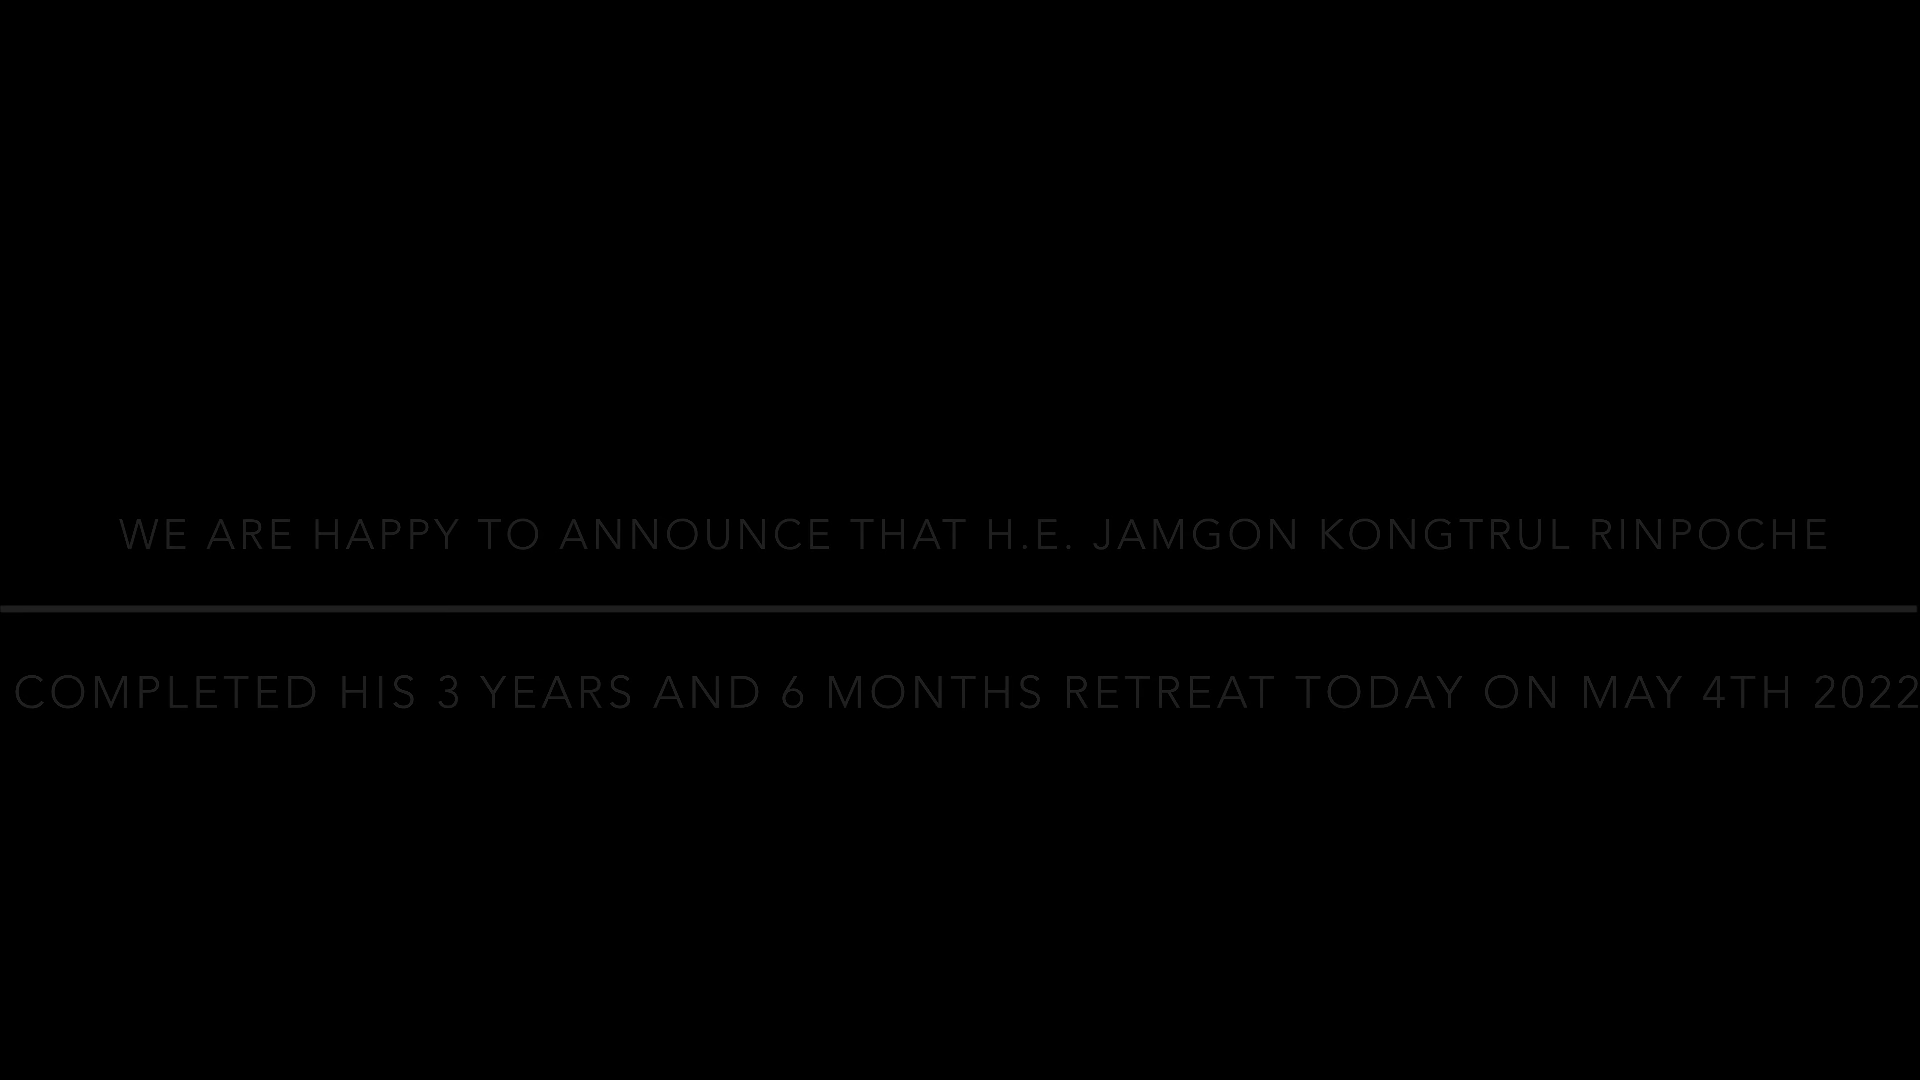 WE ARE HAPPY TO ANNOUNCE THAT H.E. JAMGON KONGTRUL RINPOCHE
COMPLETED HIS 3 YEARS AND 6 MONTHS RETREAT TODAY ON MAY 4TH 2022